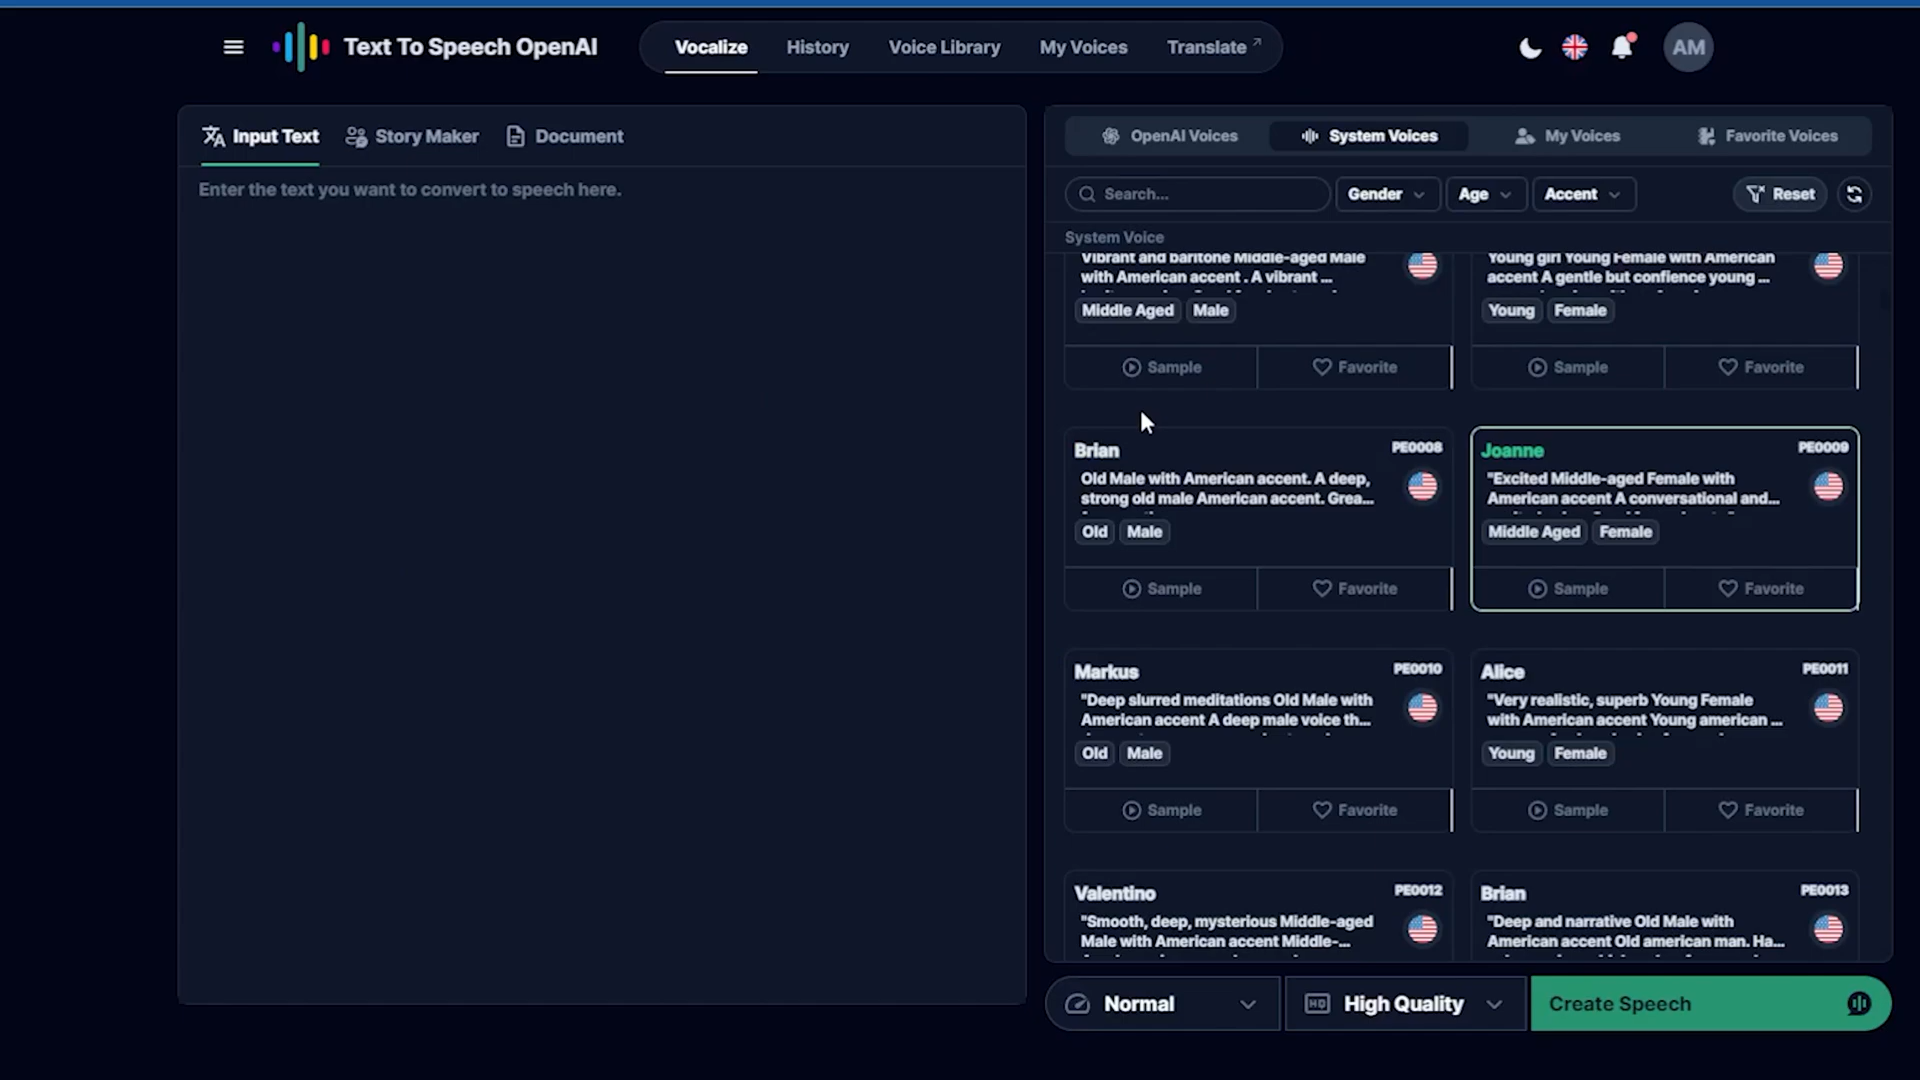 Text To Speech OpenAI
Vocalize
History
Voice Library
My Voices
Translate
AM
Input Text
Story Maker
Document
Enter the text you want to convert to speech here.
OpenAI Voices
System Voices
My Voices
Favorite Voices
Search...
Gender
Age
Accent
Reset
System Voice
Vibrant and baritone Middle-aged Male
with American accent . A vibrant ...
Middle Aged
Male
Sample
Favorite
Young girl Young Female with American
accent A gentle but confience young ...
Young
Female
Sample
Favorite
Brian
PE0008
Old Male with American accent. A deep,
strong old male American accent. Grea...
Old
Male
Sample
Favorite
Joanne
PE0009
"Excited Middle-aged Female with
American accent A conversational and...
Middle Aged
Female
Sample
Favorite
Markus
PE0010
"Deep slurred meditations Old Male with
American accent A deep male voice th...
Old
Male
Sample
Favorite
Alice
PE0011
"Very realistic, superb Young Female
with American accent Young american ...
Young
Female
Sample
Favorite
Valentino
PE0012
"Smooth, deep, mysterious Middle-aged
Male with American accent Middle-...
Brian
PE0013
"Deep and narrative Old Male with
American accent Old american man. Ha...
Normal
HD
High Quality
Create Speech